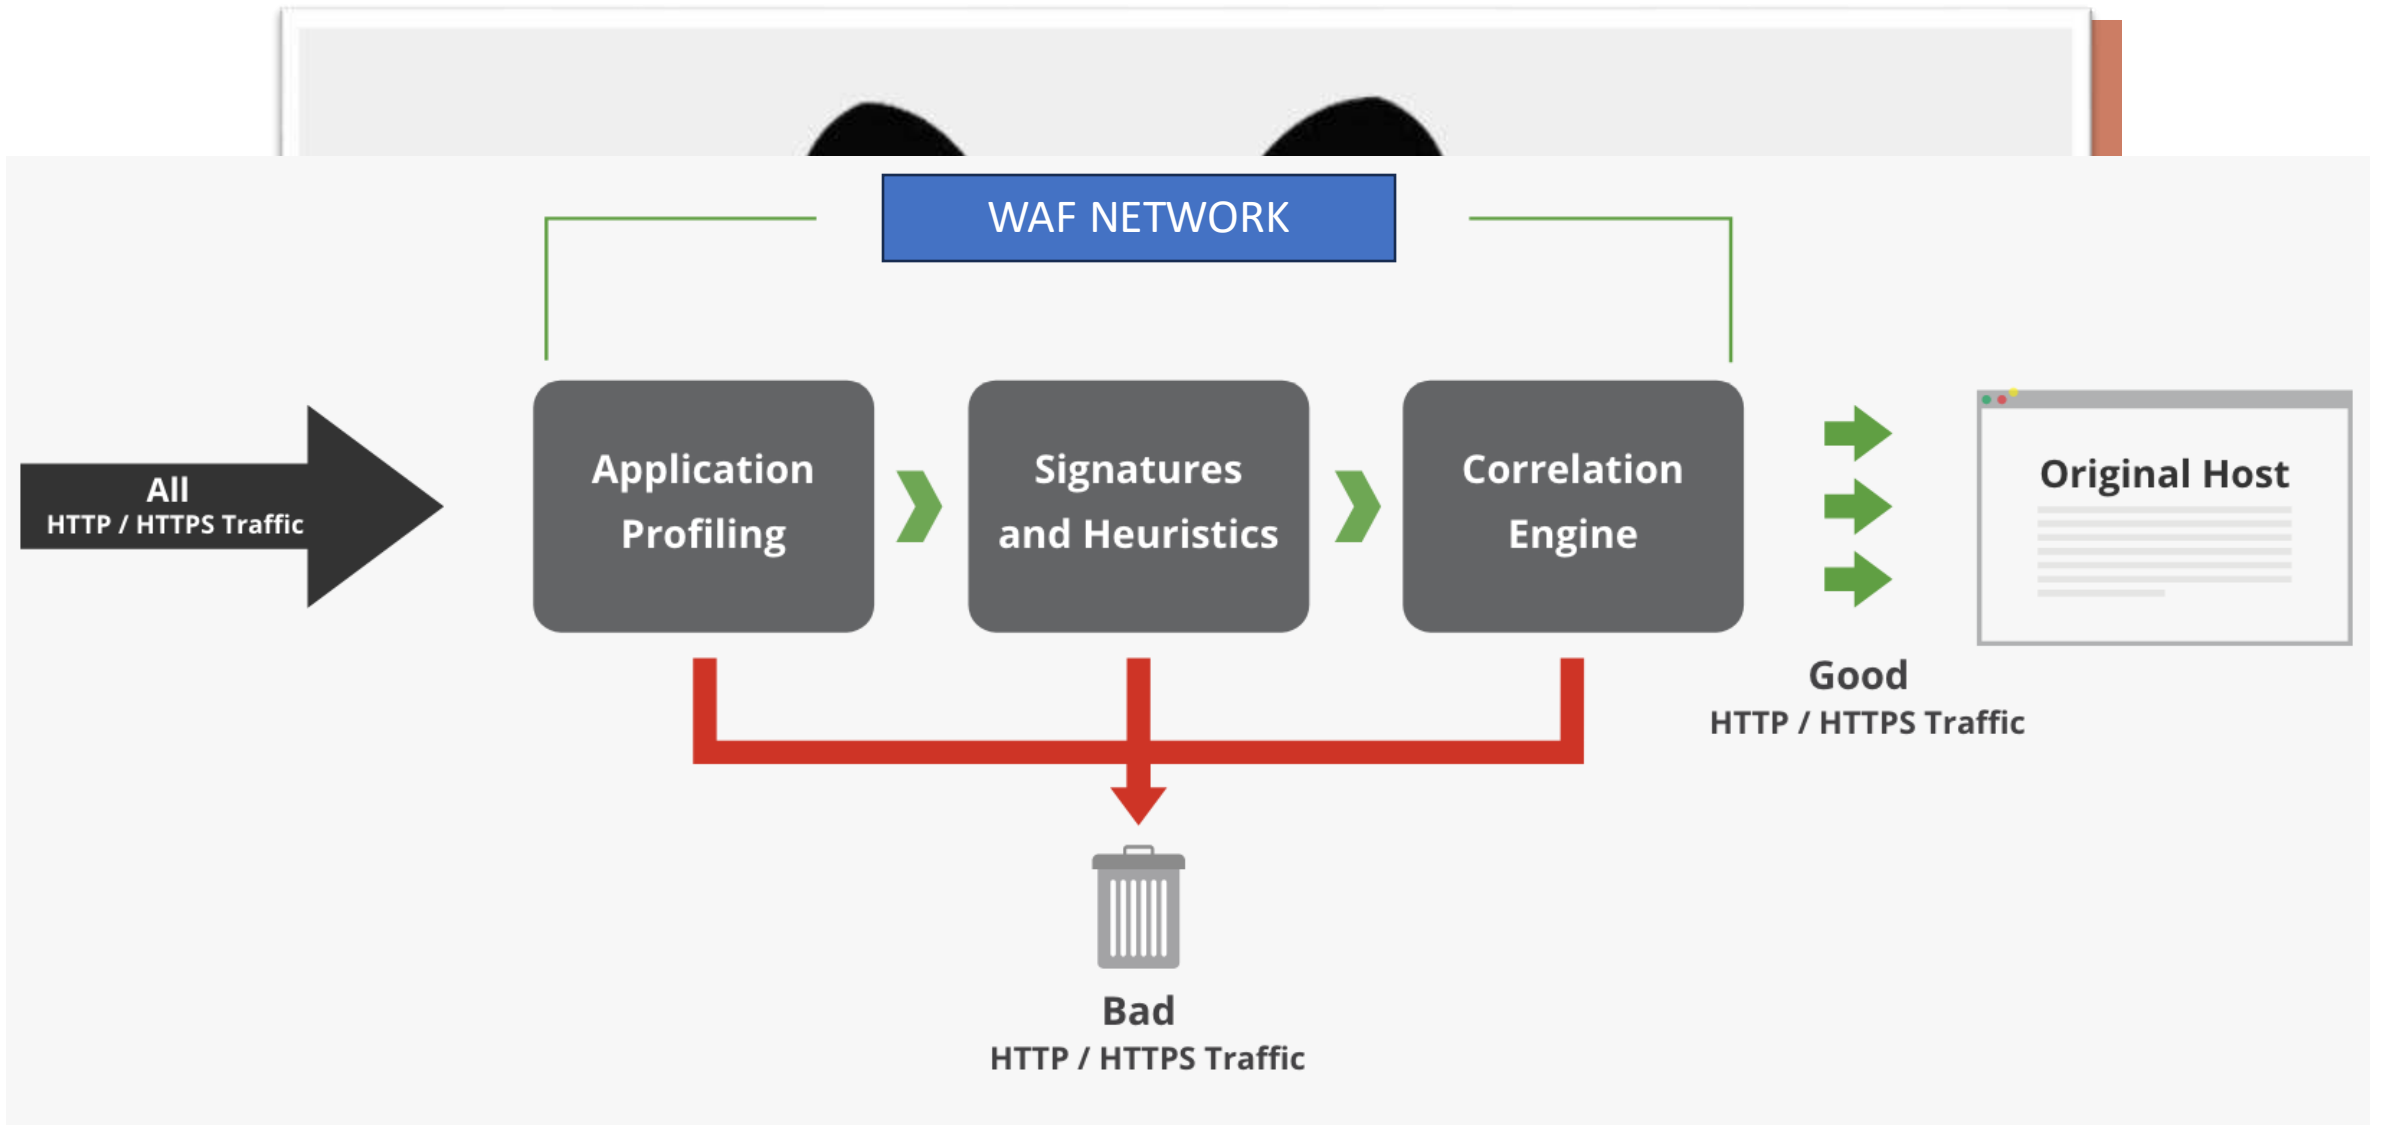 WAF NETWORK
All
HTTP / HTTPS Traffic
Application
Profiling
Signatures
and Heuristics
Correlation
Engine
Original Host
Good
HTTP / HTTPS Traffic
Bad
HTTP / HTTPS Traffic